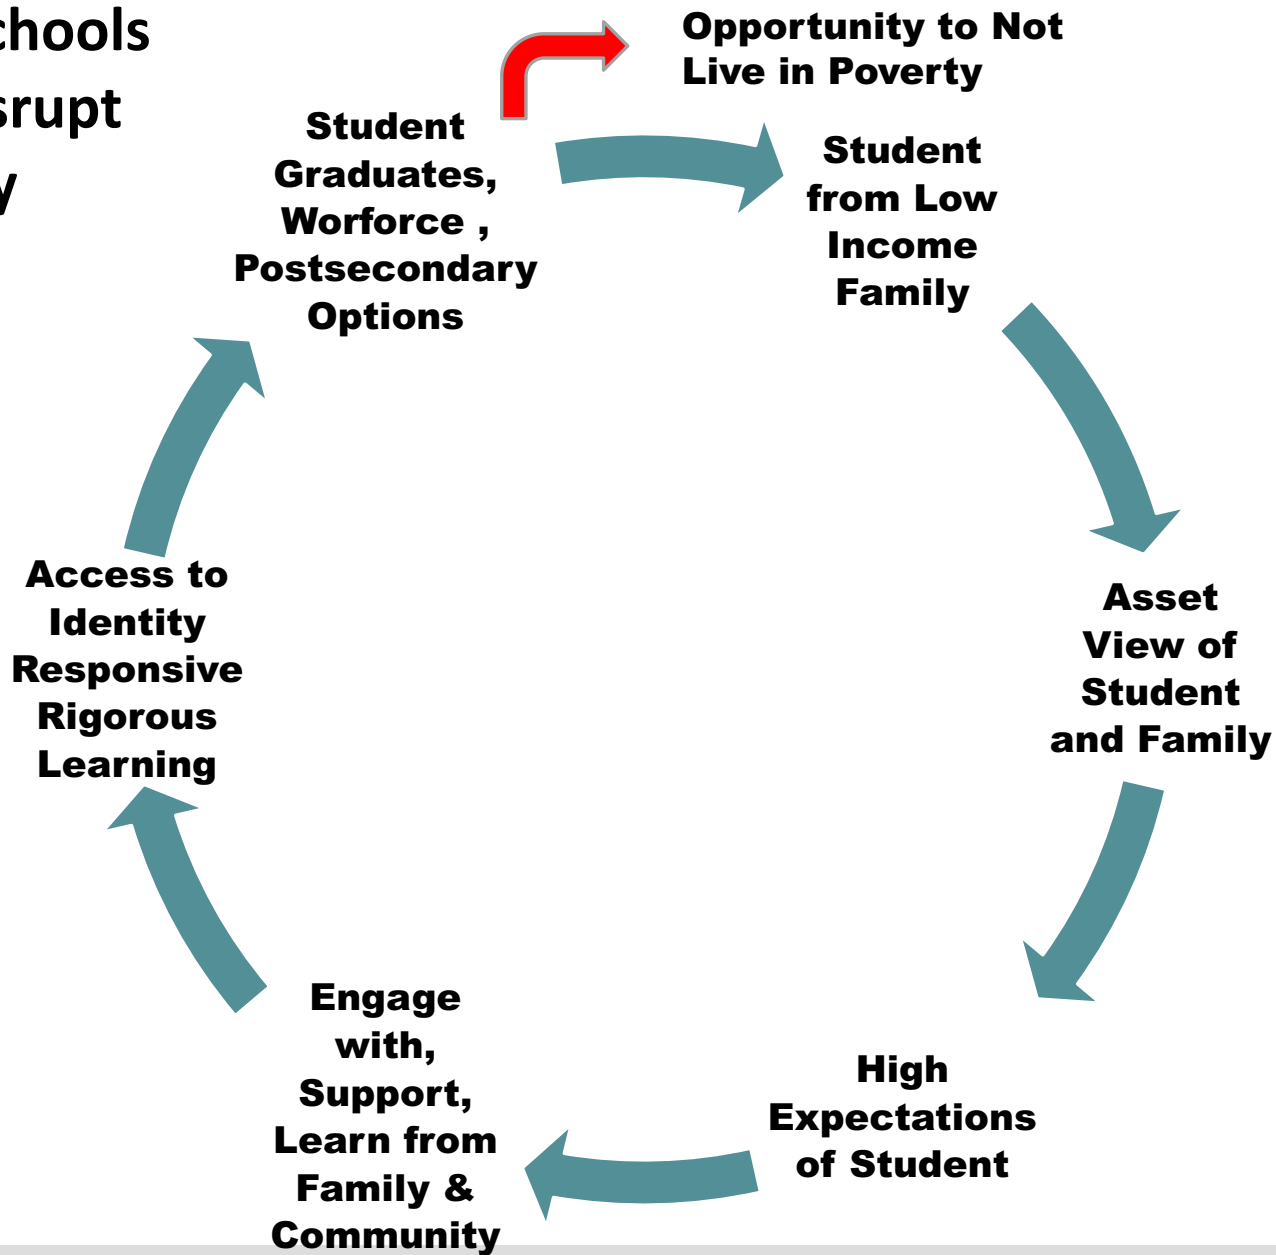 chools
srupt
y
Opportunity to Not
Live in Poverty
Student
from Low
Income
Family
Asset
View of
Student
and Family
High
Expectations
of Student
Engage
with,
Support,
Learn from
Family &
Community
Access to
Identity
Responsive
Rigorous
Learning
Student
Graduates,
Worforce ,
Postsecondary
Options